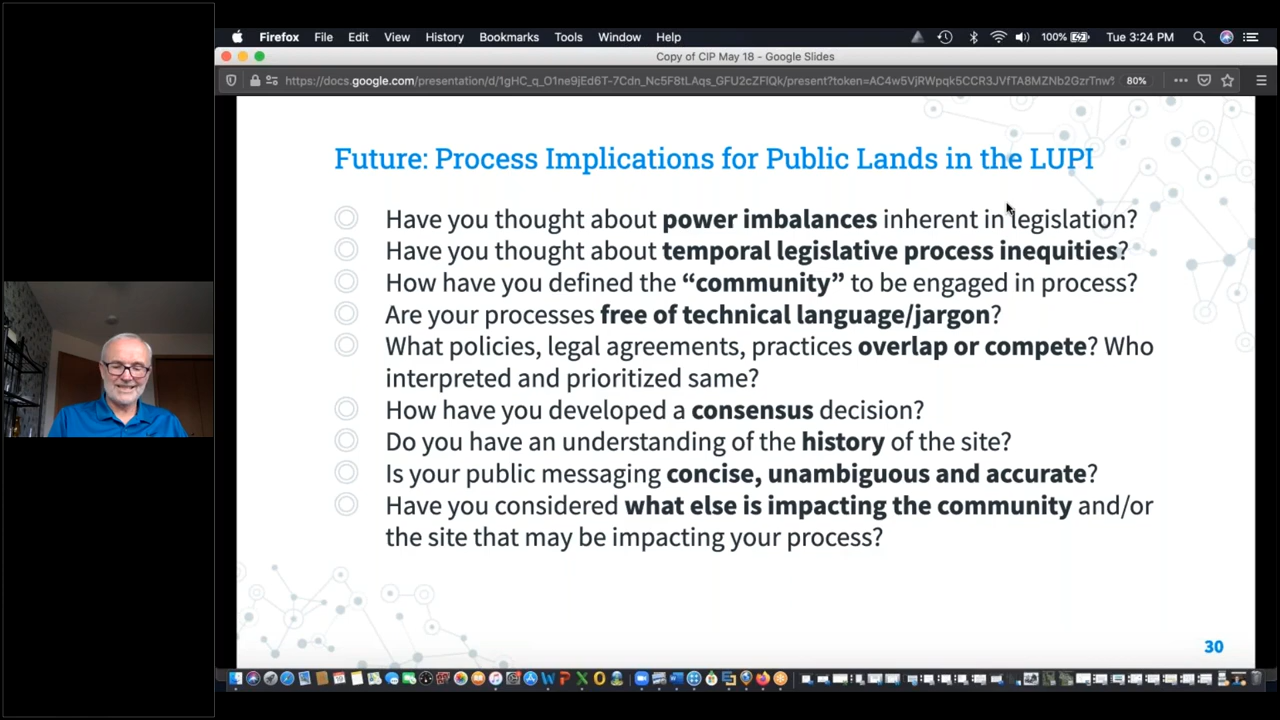 Firefox File Edit View History Bookmarks Tools Window Help 100% Tue 3:24 PM
Copy of CIP May 18 - Google Slides
80%
Future: Process Implications for Public Lands in the LUPI
Have you thought about power imbalances inherent in legislation?
Have you thought about temporal legislative process inequities?
How have you defined the “community” to be engaged in process?
Are your processes free of technical language/jargon?
What policies, legal agreements, practices overlap or compete? Who
interpreted and prioritized same?
How have you developed a consensus decision?
Do you have an understanding of the history of the site?
Is your public messaging concise, unambiguous and accurate?
Have you considered what else is impacting the community and/or
the site that may be impacting your process?
30